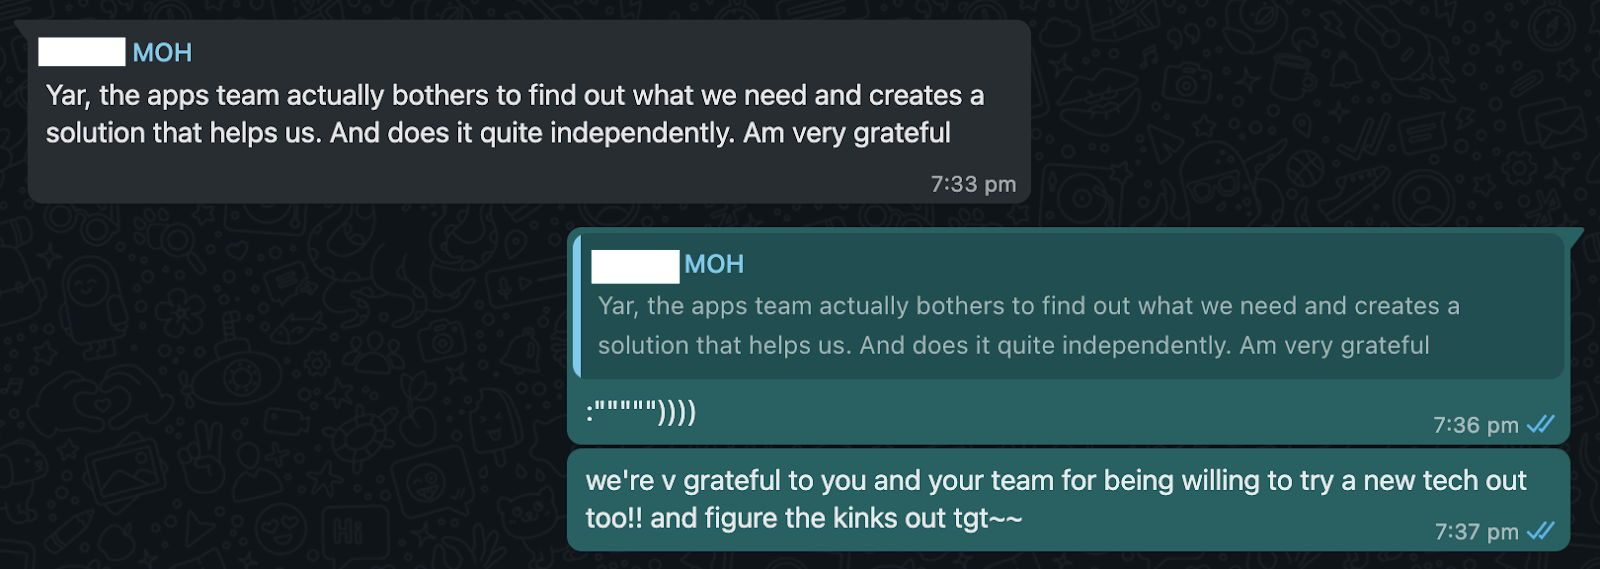 MOH
Yar, the apps team actually bothers to find out what we need and creates a
solution that helps us. And does it quite independently. Am very grateful
7:33 pm
MOH
Yar, the apps team actually bothers to find out what we need and creates a
solution that helps us. And does it quite independently. Am very grateful
:"""""))))
7:36 pm
we're v grateful to you and your team for being willing to try a new tech out
too!! and figure the kinks out tgt~~
7:37 pm